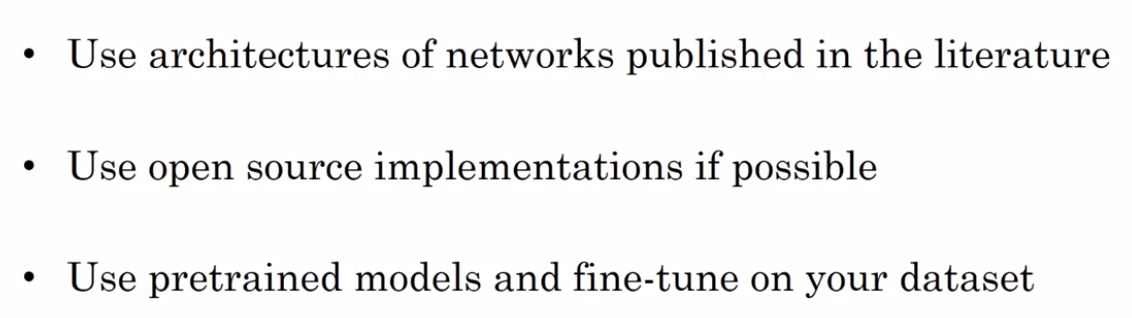 • Use architectures of networks published in the literature
• Use open source implementations if possible
• Use pretrained models and fine-tune on your dataset